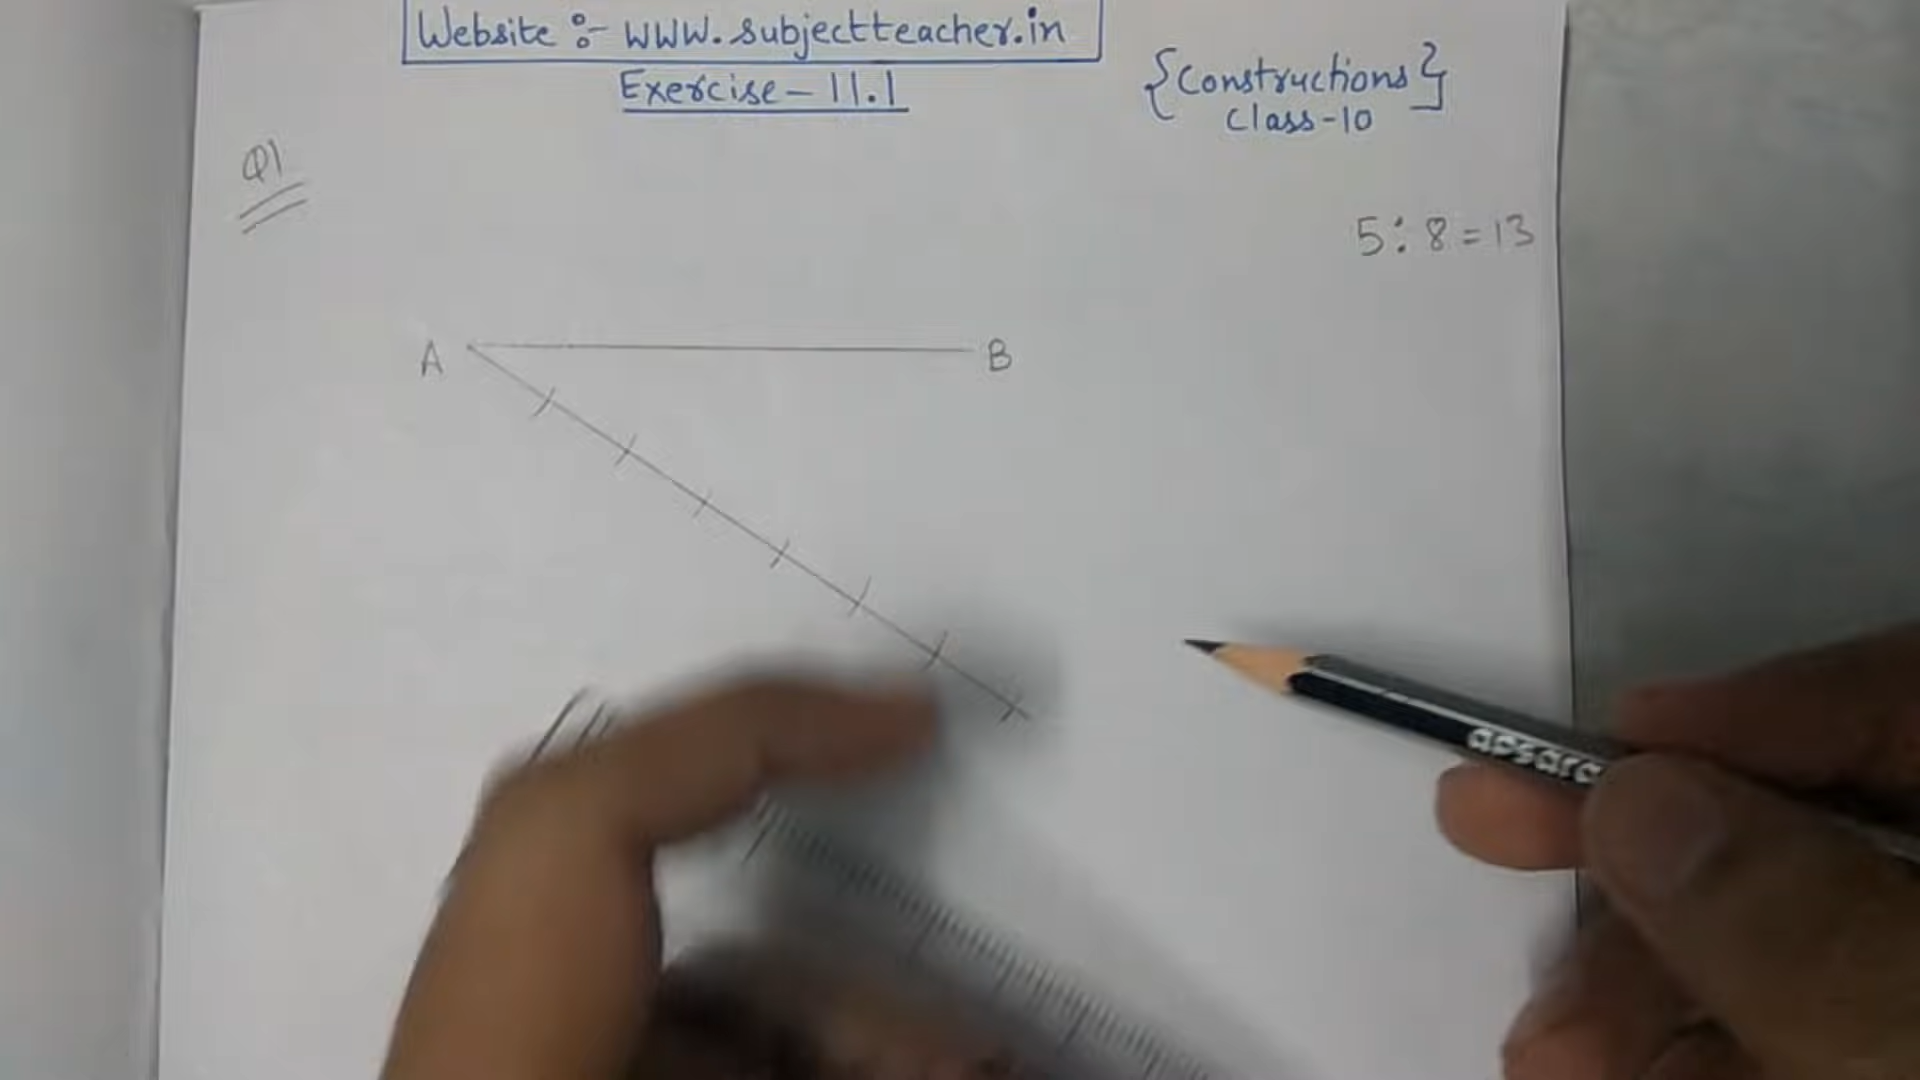 Website :- www.subjectteacher.in
Exercise - 11.1
{Constructions}
Class-10
Q1
5:8=13
A
B
apsara